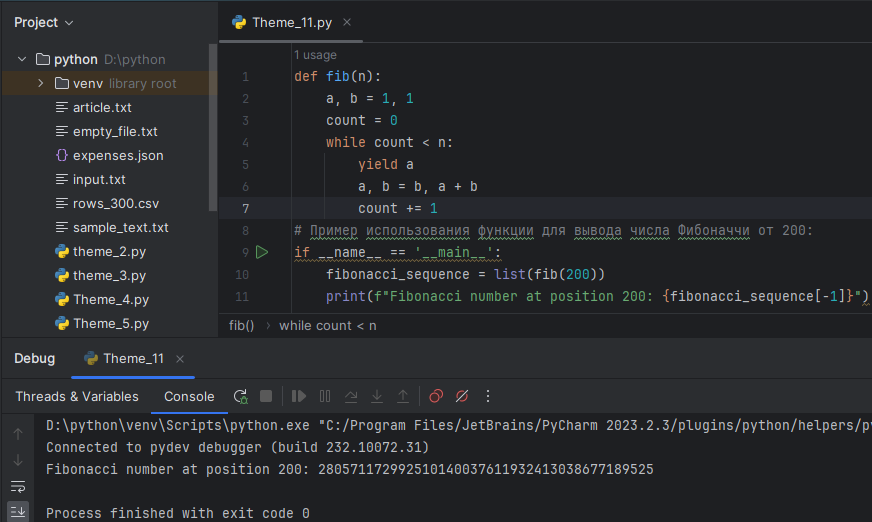 Project
python D:\python
venv library root
article.txt
empty_file.txt
expenses.json
input.txt
rows_300.csv
sample_text.txt
theme_2.py
theme_3.py
Theme_4.py
Theme_5.py
Theme_11.py
1 usage
1 def fib(n):
2 a, b = 1, 1
3 count = 0
4 while count < n:
5 yield a
6 a, b = b, a + b
7 count += 1
8 # Пример использования функции для вывода числа Фибоначчи от 200:
9 if __name__ == '__main__':
10 fibonacci_sequence = list(fib(200))
11 print(f"Fibonacci number at position 200: {fibonacci_sequence[-1]}")
fib() › while count < n
Debug Theme_11
Threads & Variables Console
D:\python\venv\Scripts\python.exe "C:/Program Files/JetBrains/PyCharm 2023.2.3/plugins/python/helpers/py
Connected to pydev debugger (build 232.10072.31)
Fibonacci number at position 200: 280571172992510140037611932413038677189525
Process finished with exit code 0